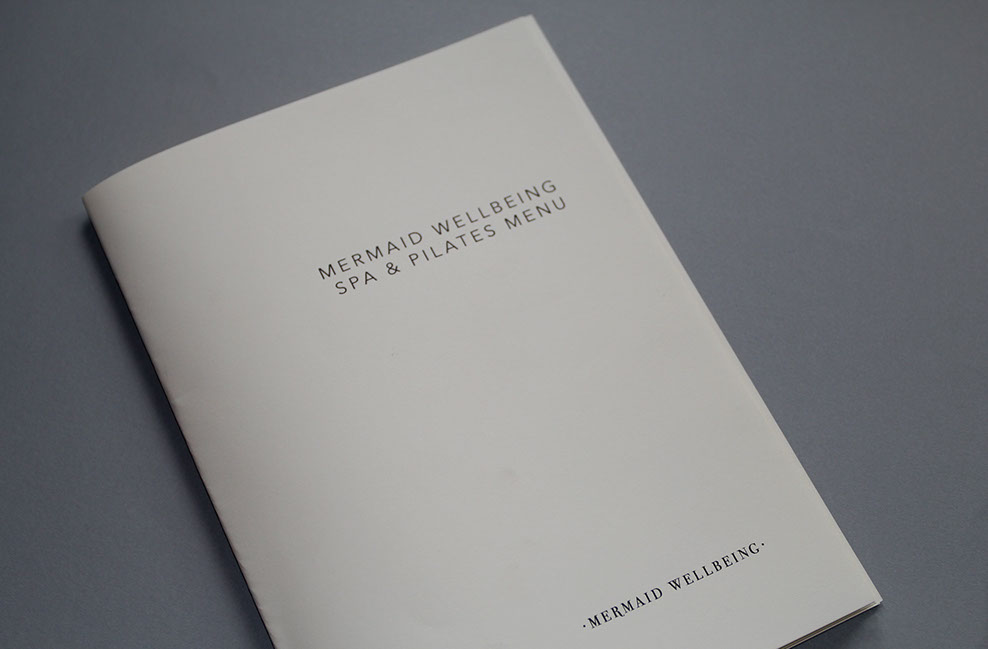 MERMAID WELLBEING
SPA & PILATES MENU
·MERMAID WELLBEING·